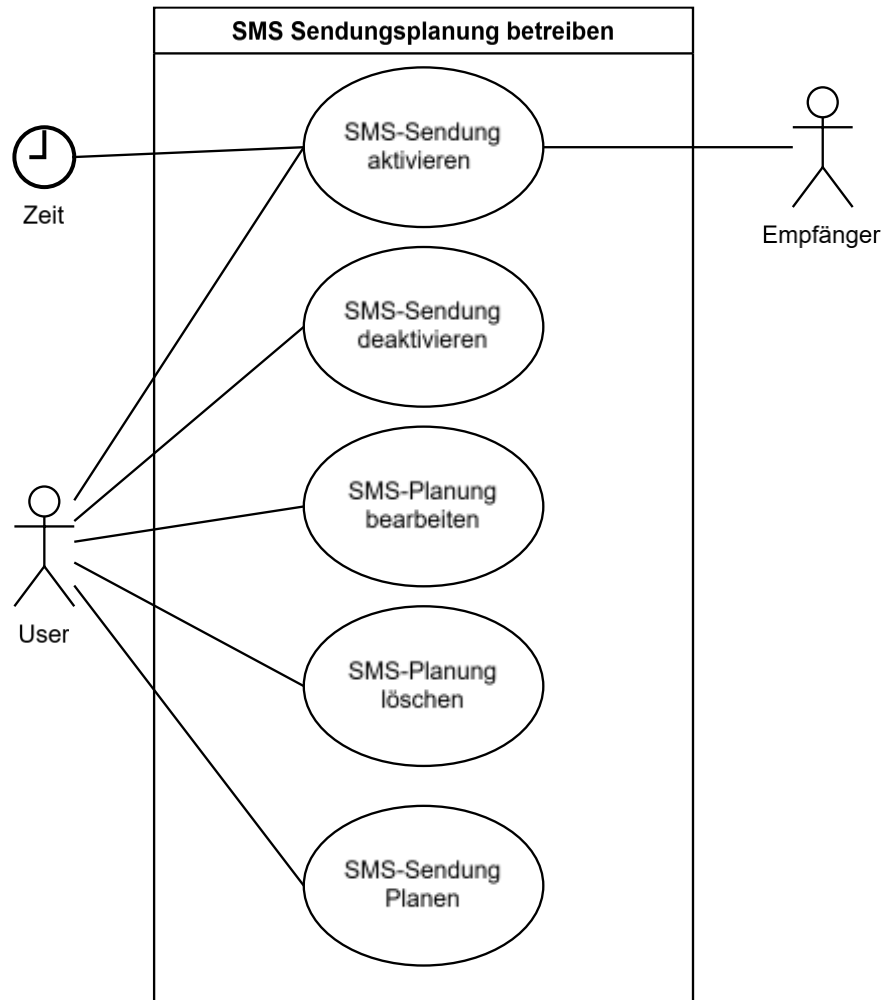 SMS Sendungsplanung betreiben
SMS-Sendung
aktivieren
Zeit
Empfänger
SMS-Sendung
deaktivieren
SMS-Planung
bearbeiten
User
SMS-Planung
löschen
SMS-Sendung
Planen